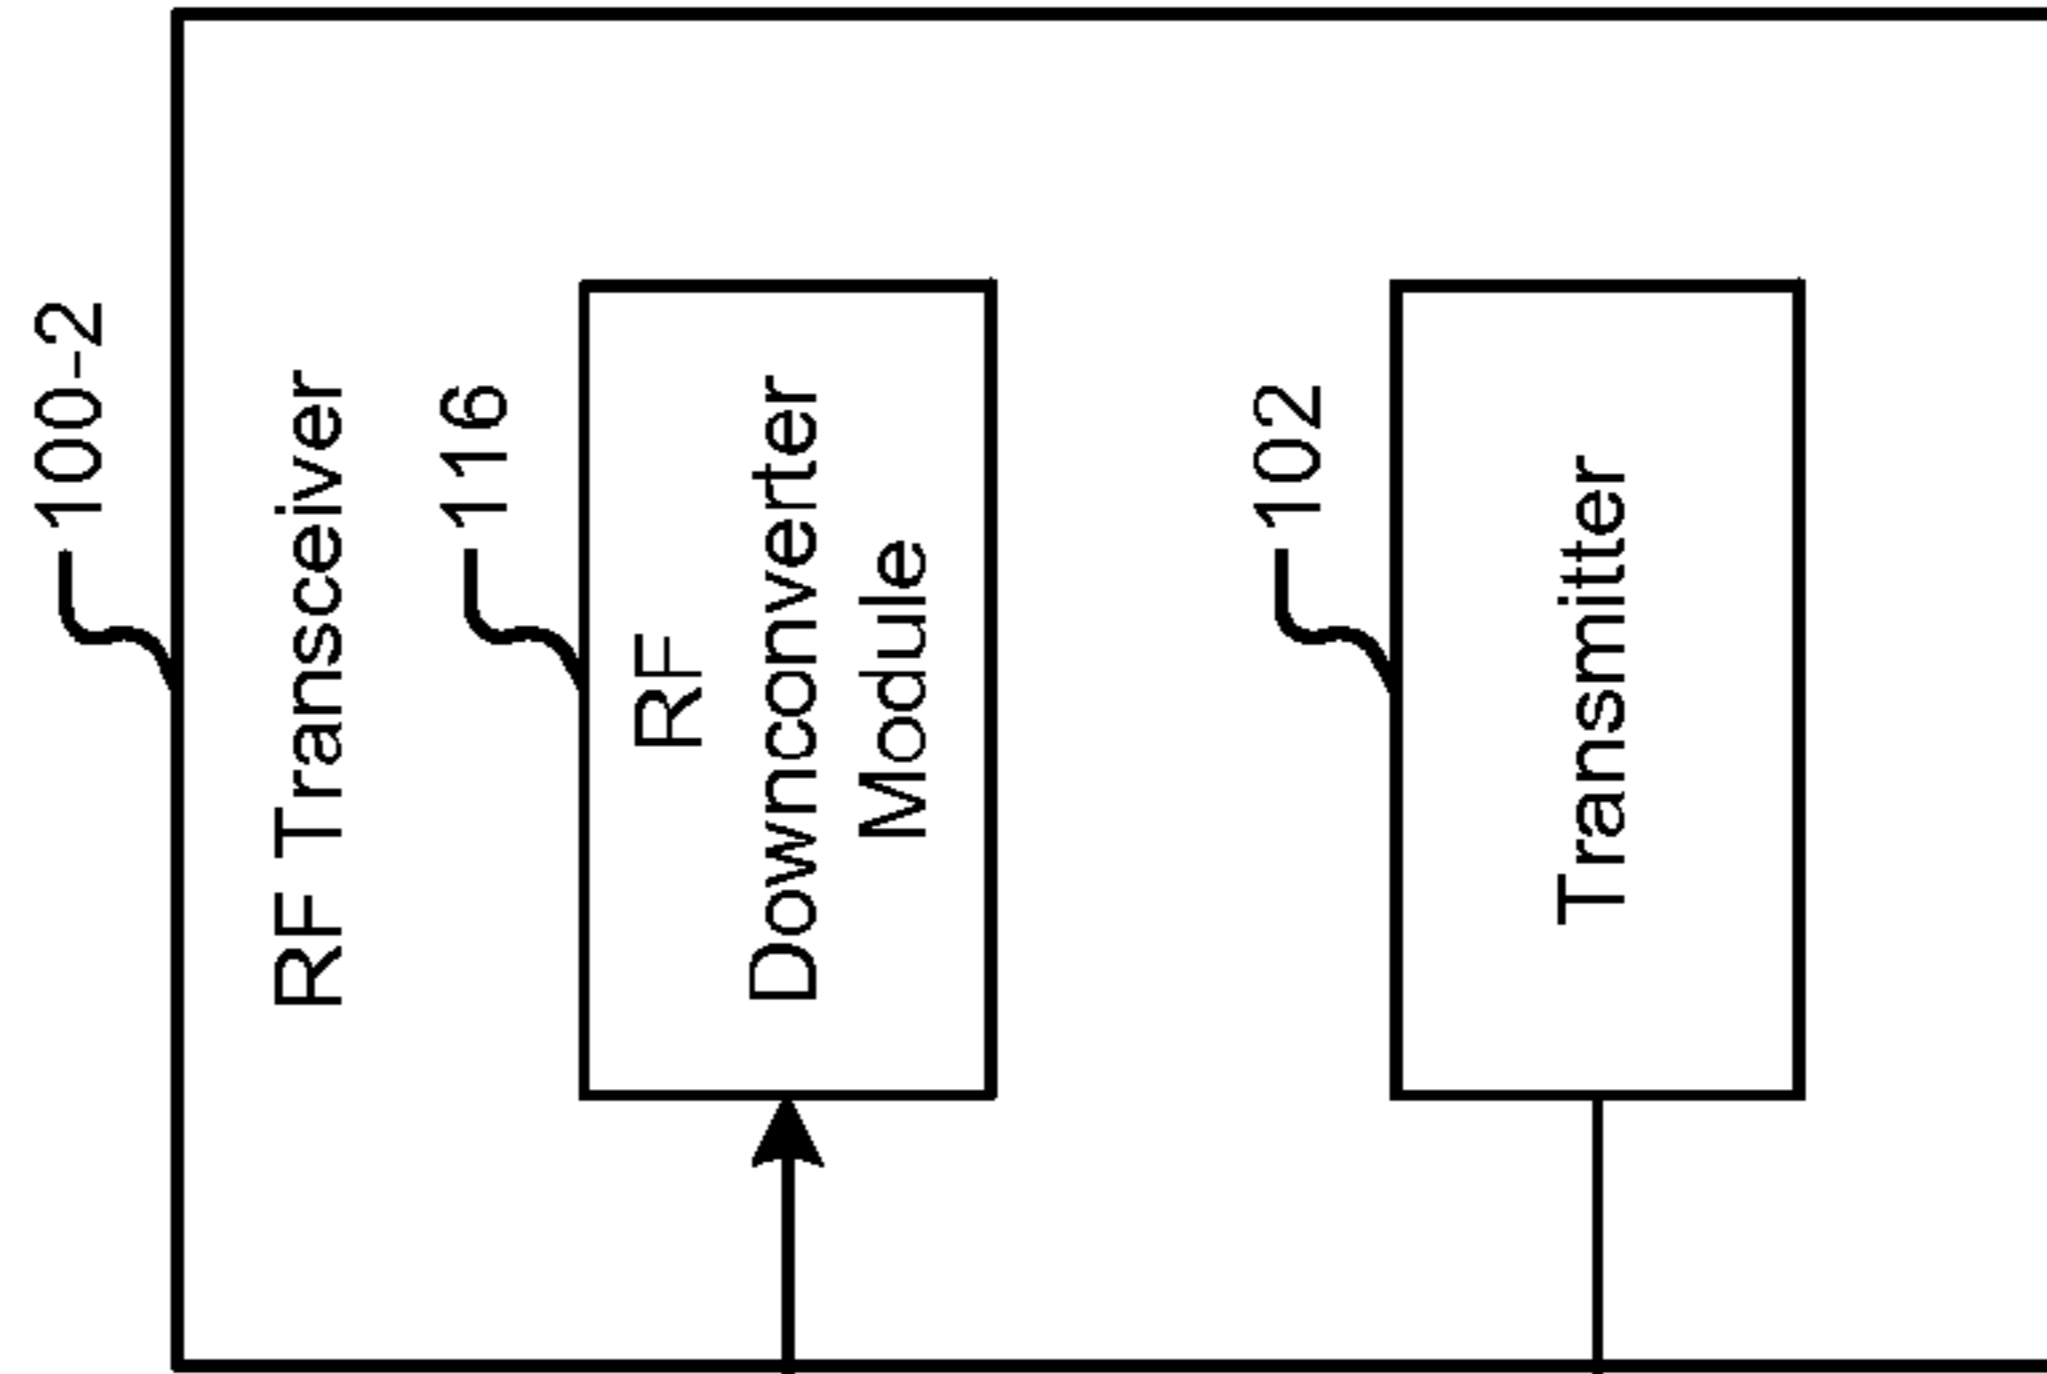 100-2
RF Transceiver
116
RF
Downconverter
Module
102
Transmitter